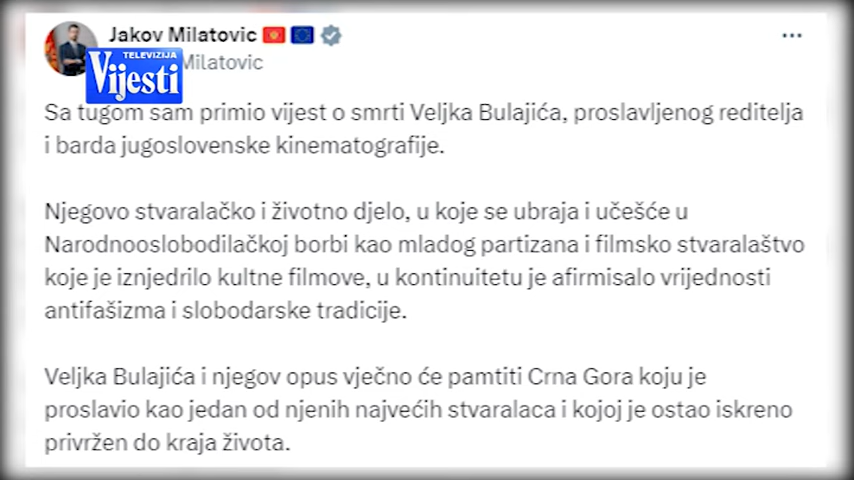 Jakov Milatovic
TELEVIZIJA
Vijesti
Milatovic
Sa tugom sam primio vijest o smrti Veljka Bulajića, proslavljenog reditelja
i barda jugoslovenske kinematografije.
Njegovo stvaralačko i životno djelo, u koje se ubraja i učešće u
Narodnooslobodilačkoj borbi kao mladog partizana i filmsko stvaralaštvo
koje je iznjedrilo kultne filmove, u kontinuitetu je afirmisalo vrijednosti
antifašizma i slobodarske tradicije.
Veljka Bulajića i njegov opus vječno će pamtiti Crna Gora koju je
proslavio kao jedan od njenih najvećih stvaralaca i kojoj je ostao iskreno
privržen do kraja života.